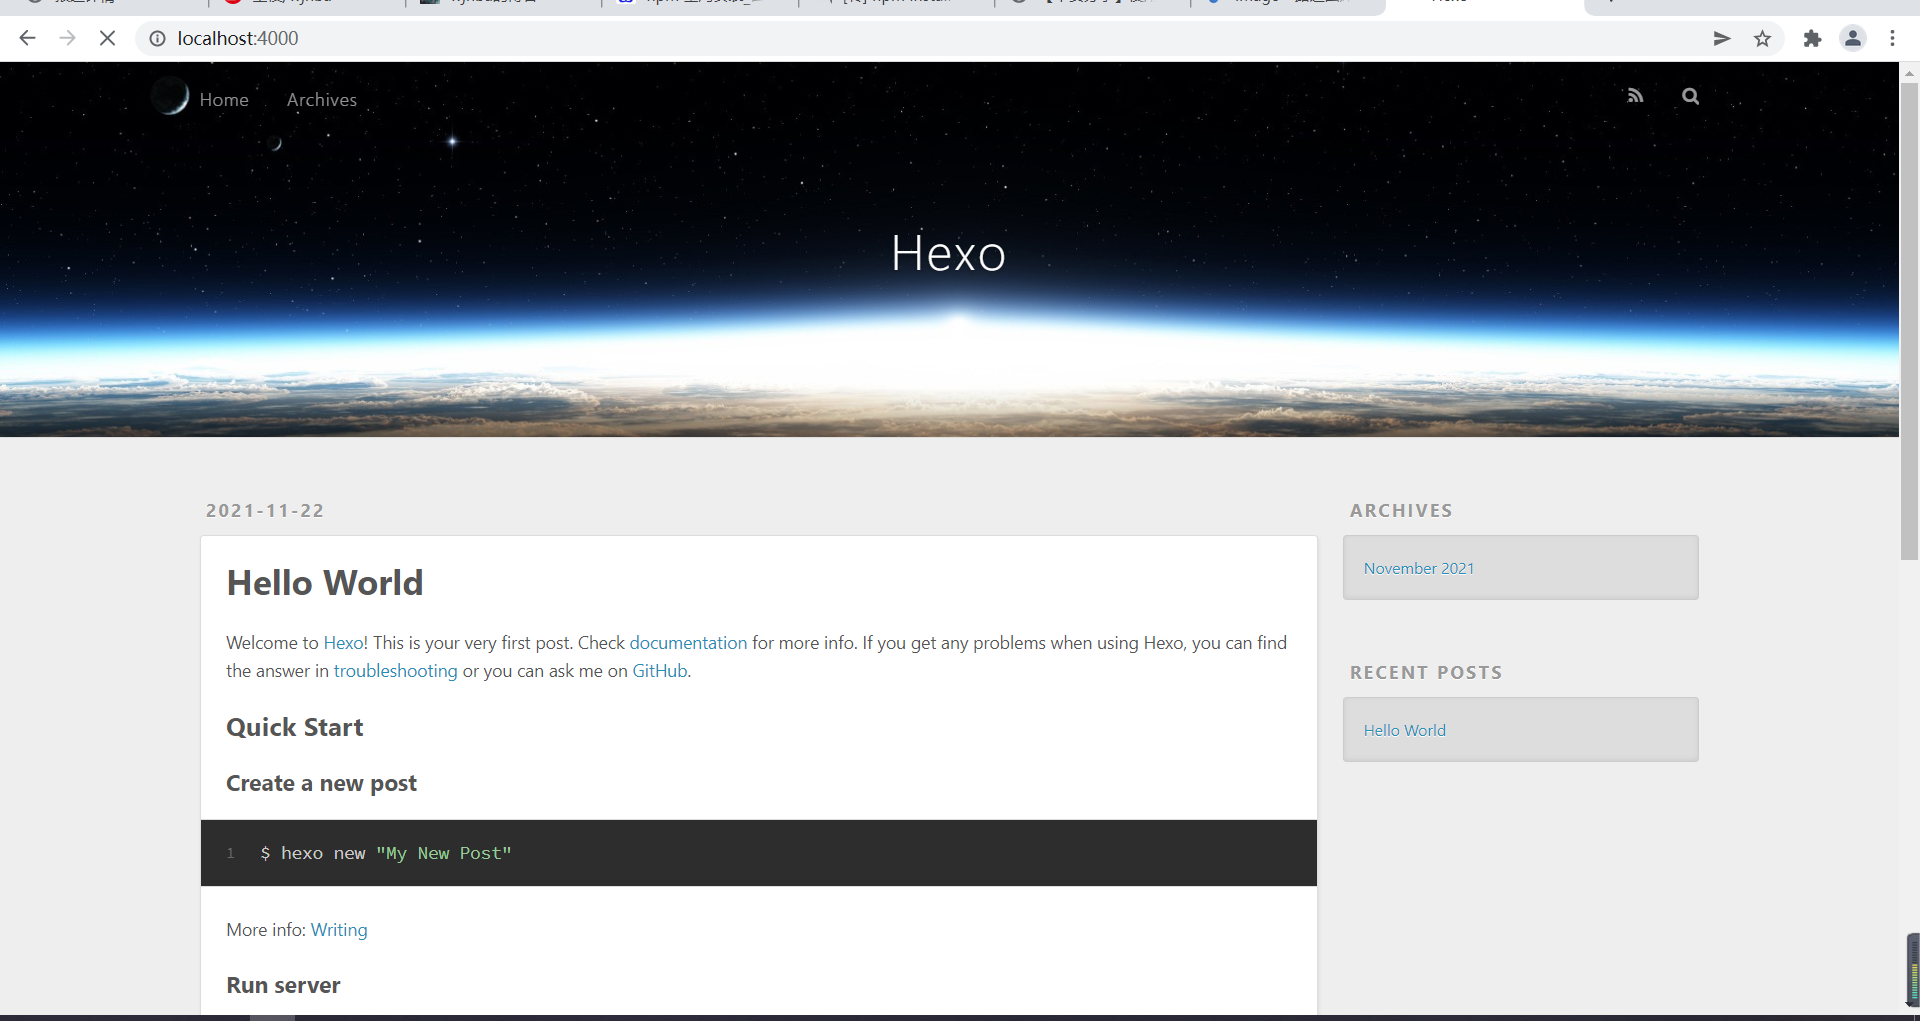 localhost:4000
Home
Archives
Hexo
2021-11-22
Hello World
Welcome to Hexo! This is your very first post. Check documentation for more info. If you get any problems when using Hexo, you can find
the answer in troubleshooting or you can ask me on GitHub.
Quick Start
Create a new post
1 $ hexo new "My New Post"
More info: Writing
Run server
ARCHIVES
November 2021
RECENT POSTS
Hello World